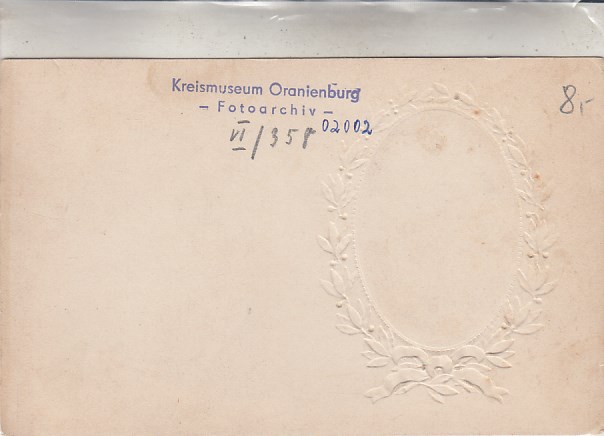 Kreismuseum Oranienburg
8,-
– Fotoarchiv –
02002
VI/358